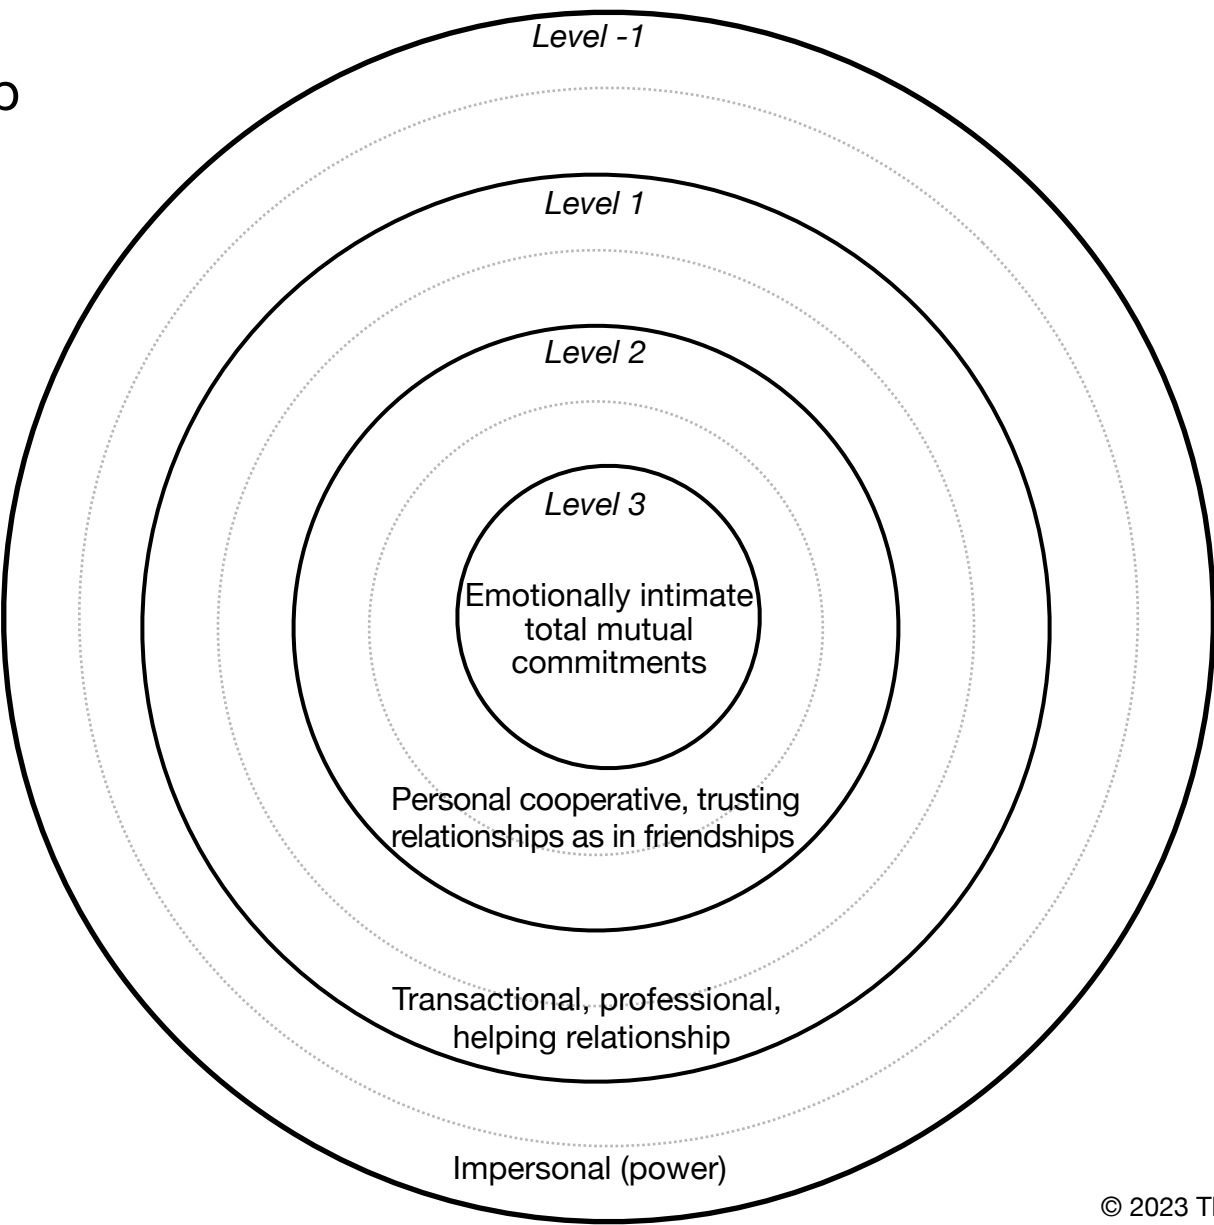 Level -1
p
Level 1
Level 2
Level 3
Emotionally intimate
total mutual
commitments
Personal cooperative, trusting
relationships as in friendships
Transactional, professional,
helping relationship
Impersonal (power)
© 2023